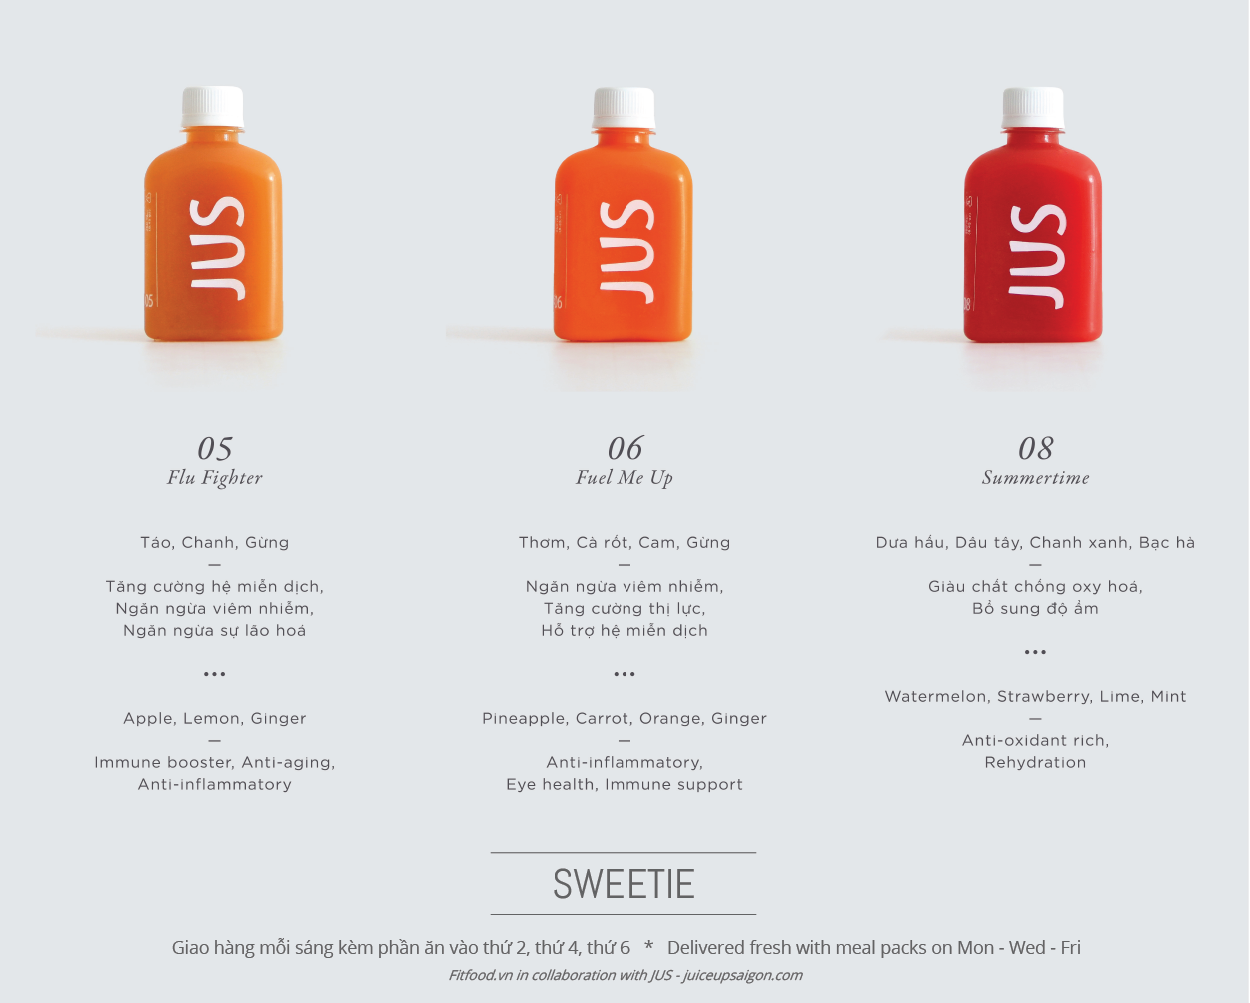 JUS
05
JUS
06
JUS
08
05
Flu Fighter
Táo, Chanh, Gừng
—
Tăng cường hệ miễn dịch,
Ngăn ngừa viêm nhiễm,
Ngăn ngừa sự lão hoá
...
Apple, Lemon, Ginger
—
Immune booster, Anti-aging,
Anti-inflammatory
06
Fuel Me Up
Thơm, Cà rốt, Cam, Gừng
—
Ngăn ngừa viêm nhiễm,
Tăng cường thị lực,
Hỗ trợ hệ miễn dịch
...
Pineapple, Carrot, Orange, Ginger
—
Anti-inflammatory,
Eye health, Immune support
08
Summertime
Dưa hấu, Dâu tây, Chanh xanh, Bạc hà
—
Giàu chất chống oxy hoá,
Bổ sung độ ẩm
...
Watermelon, Strawberry, Lime, Mint
—
Anti-oxidant rich,
Rehydration
SWEETIE
Giao hàng mỗi sáng kèm phần ăn vào thứ 2, thứ 4, thứ 6 * Delivered fresh with meal packs on Mon - Wed - Fri
Fitfood.vn in collaboration with JUS - juiceupsaigon.com